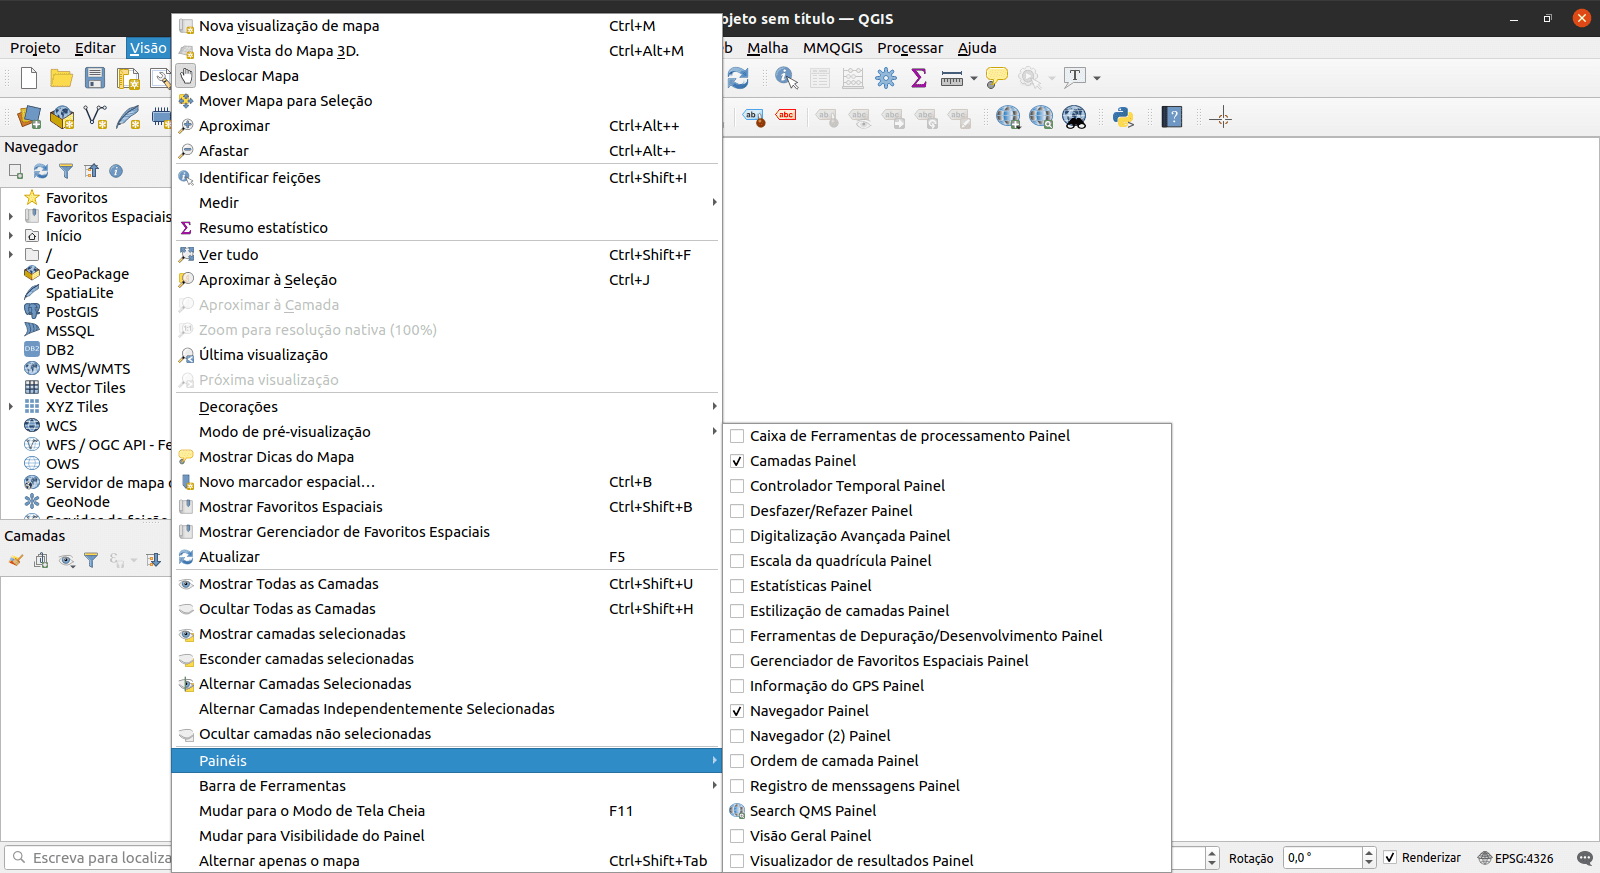 ojeto sem título — QGIS
Projeto Editar Visão
b Malha MMQGIS Processar Ajuda
Nova visualização de mapa Ctrl+M
Nova Vista do Mapa 3D. Ctrl+Alt+M
Deslocar Mapa
Mover Mapa para Seleção
Aproximar Ctrl+Alt++
Afastar Ctrl+Alt+-
Identificar feições Ctrl+Shift+I
Medir
Resumo estatístico
Ver tudo Ctrl+Shift+F
Aproximar à Seleção Ctrl+J
Aproximar à Camada
Zoom para resolução nativa (100%)
Última visualização
Próxima visualização
Decorações
Modo de pré-visualização
Mostrar Dicas do Mapa
Novo marcador espacial... Ctrl+B
Mostrar Favoritos Espaciais Ctrl+Shift+B
Mostrar Gerenciador de Favoritos Espaciais
Atualizar F5
Mostrar Todas as Camadas Ctrl+Shift+U
Ocultar Todas as Camadas Ctrl+Shift+H
Mostrar camadas selecionadas
Esconder camadas selecionadas
Alternar Camadas Selecionadas
Alternar Camadas Independentemente Selecionadas
Ocultar camadas não selecionadas
Painéis
Barra de Ferramentas
Mudar para o Modo de Tela Cheia F11
Mudar para Visibilidade do Painel
Alternar apenas o mapa Ctrl+Shift+Tab
Navegador
Favoritos
Favoritos Espaciais
Início
/
GeoPackage
SpatiaLite
PostGIS
MSSQL
DB2
WMS/WMTS
Vector Tiles
XYZ Tiles
WCS
WFS / OGC API - Fe
OWS
Servidor de mapa
GeoNode
Servidor de feição
Camadas
Escreva para localiza
Caixa de Ferramentas de processamento Painel
Camadas Painel
Controlador Temporal Painel
Desfazer/Refazer Painel
Digitalização Avançada Painel
Escala da quadrícula Painel
Estatísticas Painel
Estilização de camadas Painel
Ferramentas de Depuração/Desenvolvimento Painel
Gerenciador de Favoritos Espaciais Painel
Informação do GPS Painel
Navegador Painel
Navegador (2) Painel
Ordem de camada Painel
Registro de menssagens Painel
Search QMS Painel
Visão Geral Painel
Visualizador de resultados Painel
Rotação 0,0 ° Renderizar EPSG:4326